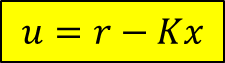 u = r − Kx